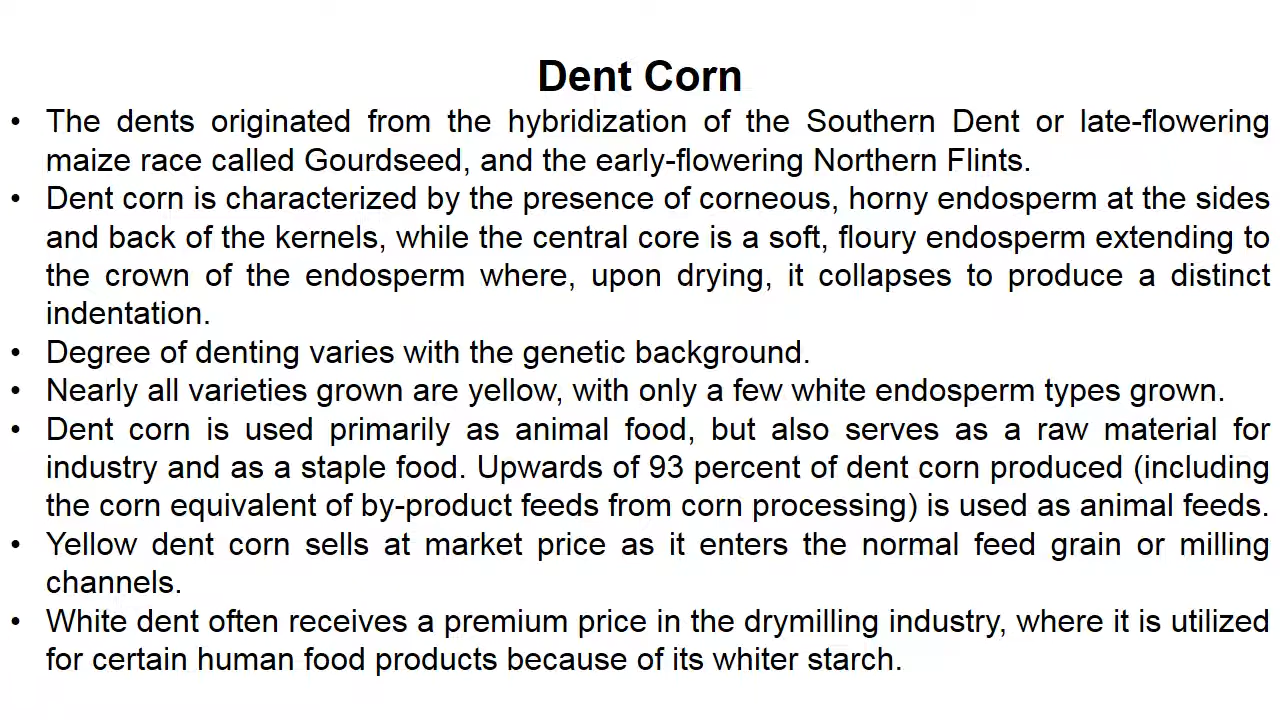 Dent Corn
• The dents originated from the hybridization of the Southern Dent or late-flowering
maize race called Gourdseed, and the early-flowering Northern Flints.
• Dent corn is characterized by the presence of corneous, horny endosperm at the sides
and back of the kernels, while the central core is a soft, floury endosperm extending to
the crown of the endosperm where, upon drying, it collapses to produce a distinct
indentation.
• Degree of denting varies with the genetic background.
• Nearly all varieties grown are yellow, with only a few white endosperm types grown.
• Dent corn is used primarily as animal food, but also serves as a raw material for
industry and as a staple food. Upwards of 93 percent of dent corn produced (including
the corn equivalent of by-product feeds from corn processing) is used as animal feeds.
• Yellow dent corn sells at market price as it enters the normal feed grain or milling
channels.
• White dent often receives a premium price in the drymilling industry, where it is utilized
for certain human food products because of its whiter starch.